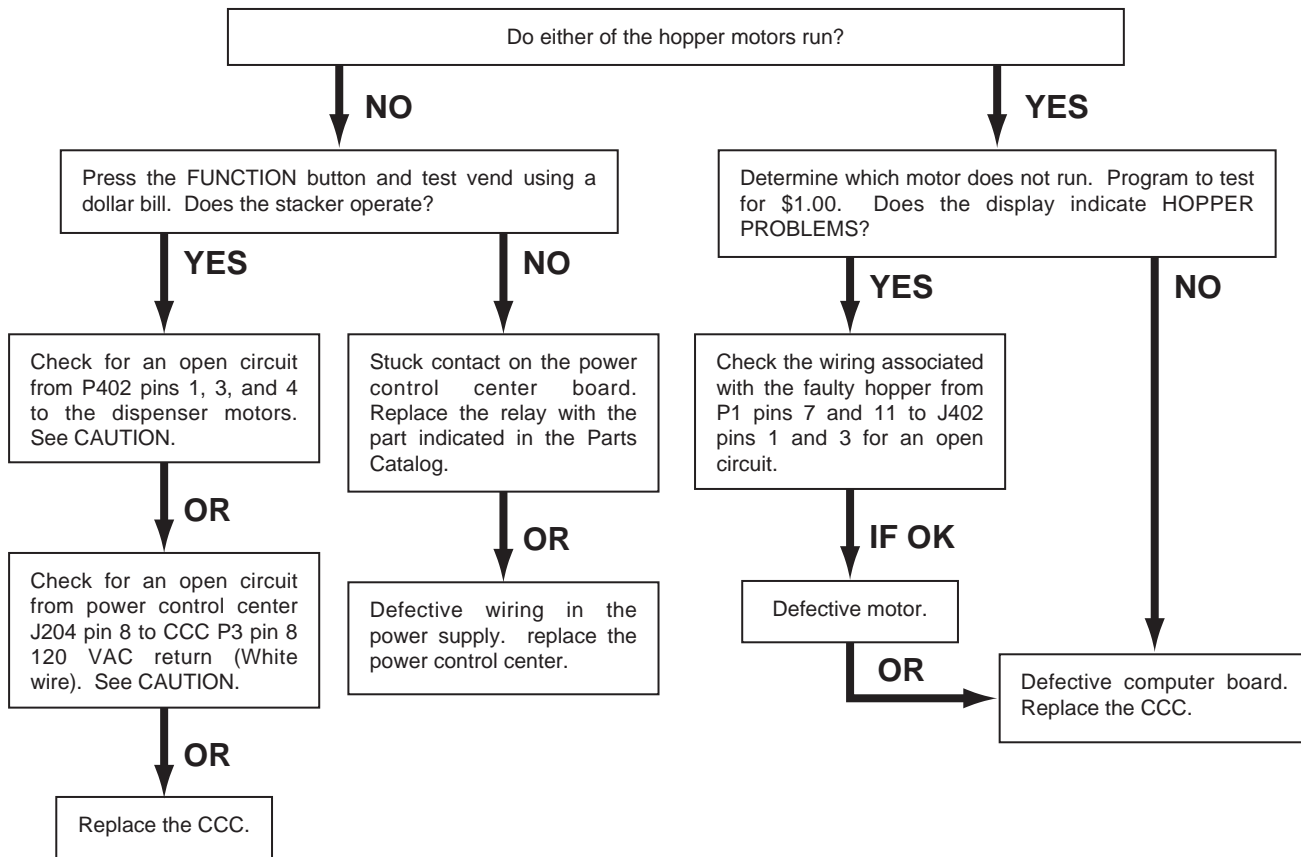 Do either of the hopper motors run?
NO
YES
Press the FUNCTION button and test vend using a
dollar bill. Does the stacker operate?
Determine which motor does not run. Program to test
for $1.00. Does the display indicate HOPPER
PROBLEMS?
YES
NO
YES
NO
Check for an open circuit
from P402 pins 1, 3, and 4
to the dispenser motors.
See CAUTION.
Stuck contact on the power
control center board.
Replace the relay with the
part indicated in the Parts
Catalog.
Check the wiring associated
with the faulty hopper from
P1 pins 7 and 11 to J402
pins 1 and 3 for an open
circuit.
OR
OR
IF OK
Check for an open circuit
from power control center
J204 pin 8 to CCC P3 pin 8
120 VAC return (White
wire). See CAUTION.
Defective wiring in the
power supply. replace the
power control center.
Defective motor.
OR
Defective computer board.
Replace the CCC.
OR
Replace the CCC.